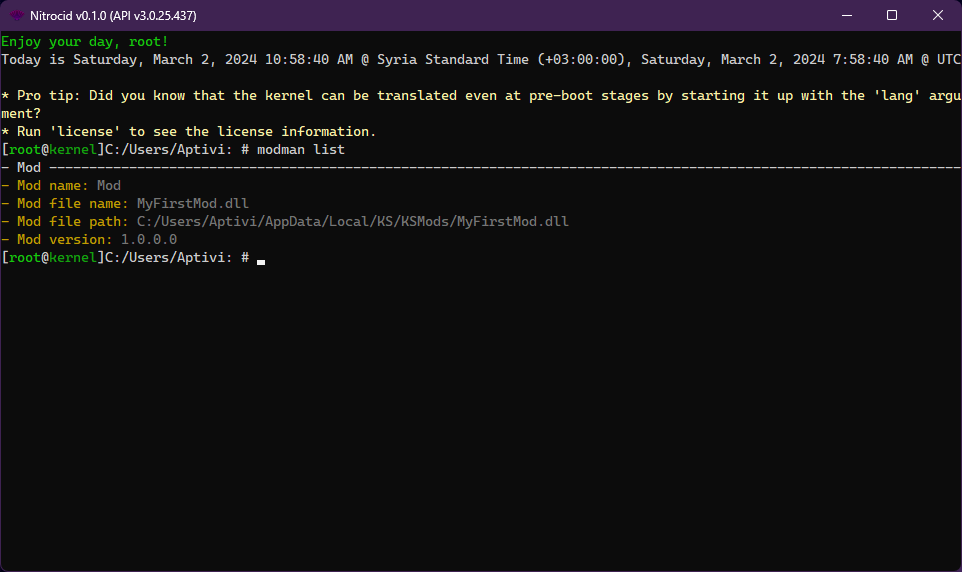 Nitrocid v0.1.0 (API v3.0.25.437)
Enjoy your day, root!
Today is Saturday, March 2, 2024 10:58:40 AM @ Syria Standard Time (+03:00:00), Saturday, March 2, 2024 7:58:40 AM @ UTC
* Pro tip: Did you know that the kernel can be translated even at pre-boot stages by starting it up with the 'lang' argu
ment?
* Run 'license' to see the license information.
[root@kernel]C:/Users/Aptivi: # modman list
- Mod ------------------------------------------------------------------------------------------------------------------
- Mod name: Mod
- Mod file name: MyFirstMod.dll
- Mod file path: C:/Users/Aptivi/AppData/Local/KS/KSMods/MyFirstMod.dll
- Mod version: 1.0.0.0
[root@kernel]C:/Users/Aptivi: #